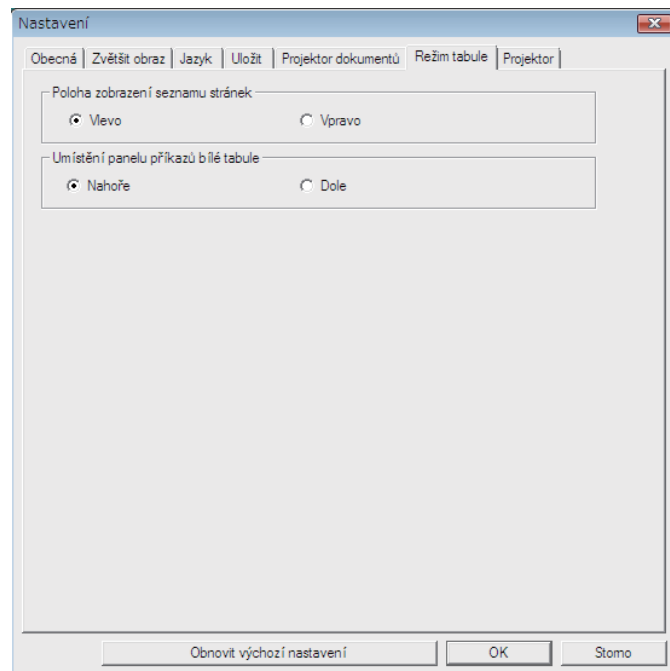 Nastavení
Obecná Zvětšit obraz Jazyk Uložit Projektor dokumentů Režim tabule Projektor
Poloha zobrazení seznamu stránek
Vlevo Vpravo
Umístění panelu příkazů bílé tabule
Nahoře Dole
Obnovit výchozí nastavení OK Storno